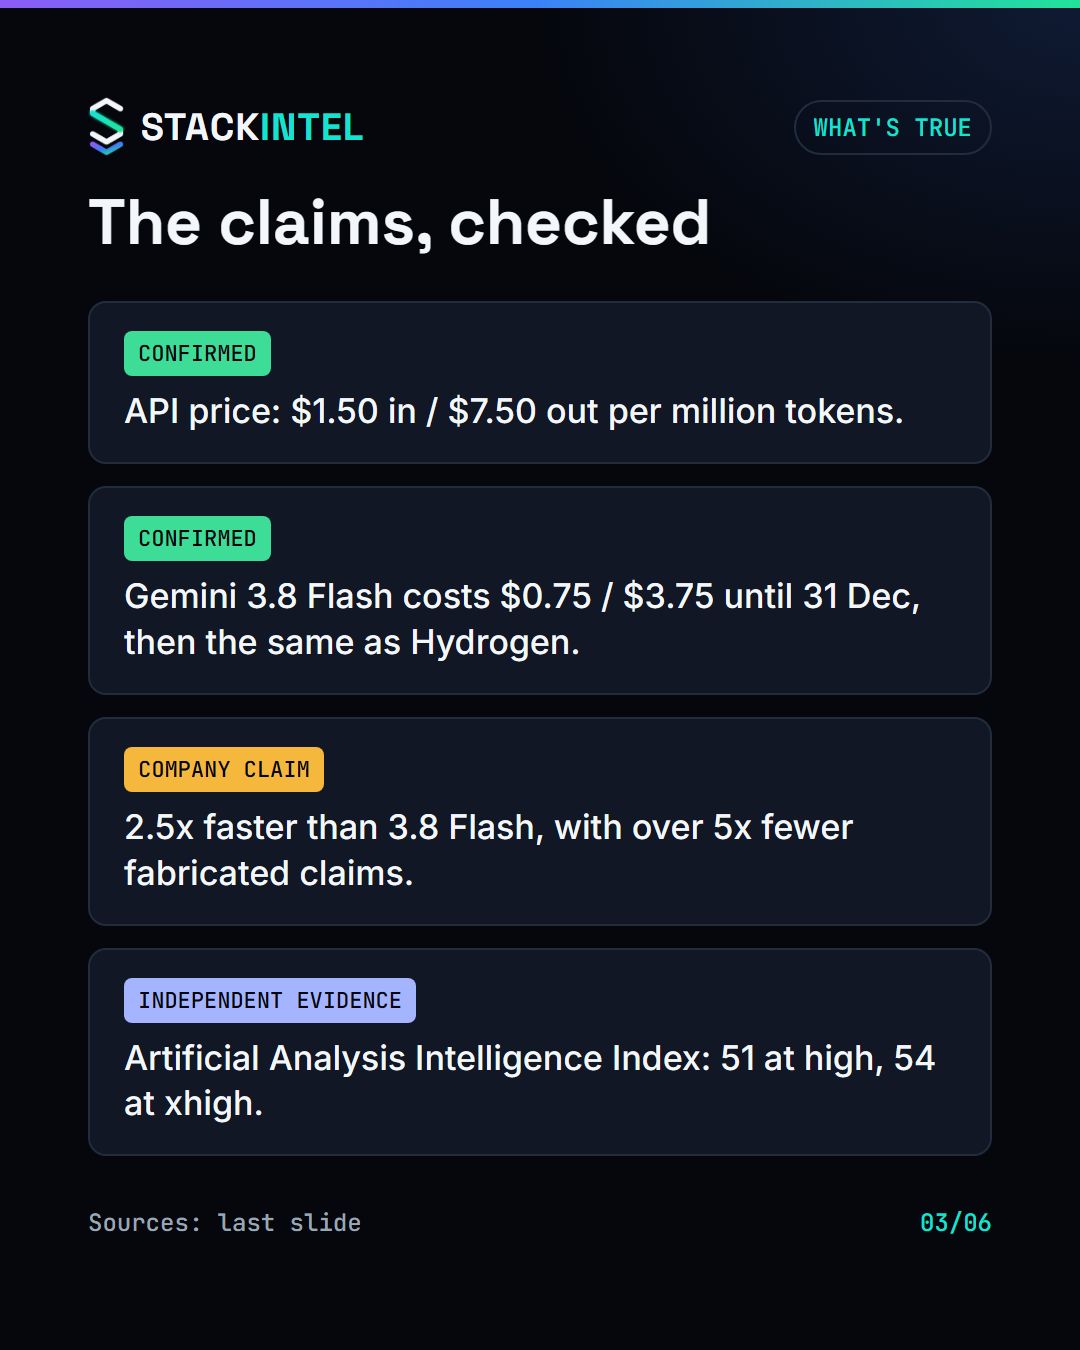 STACKINTEL
WHAT'S TRUE
The claims, checked
CONFIRMED
API price: $1.50 in / $7.50 out per million tokens.
CONFIRMED
Gemini 3.8 Flash costs $0.75 / $3.75 until 31 Dec,
then the same as Hydrogen.
COMPANY CLAIM
2.5x faster than 3.8 Flash, with over 5x fewer
fabricated claims.
INDEPENDENT EVIDENCE
Artificial Analysis Intelligence Index: 51 at high, 54
at xhigh.
Sources: last slide
03/06